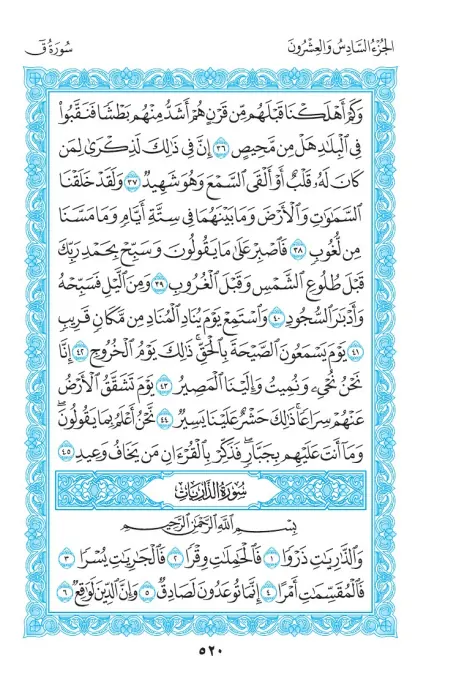 الجُزْءُ السَّادِسُ وَالعِشْرُونَ سُورَةُ قٓ
وَكَمْ أَهْلَكْنَا قَبْلَهُم مِّن قَرْنٍ هُمْ أَشَدُّ مِنْهُم بَطْشًا فَنَقَّبُوا۟
فِى ٱلْبِلَٰدِ هَلْ مِن مَّحِيصٍ ٣٦ إِنَّ فِى ذَٰلِكَ لَذِكْرَىٰ لِمَن
كَانَ لَهُۥ قَلْبٌ أَوْ أَلْقَى ٱلسَّمْعَ وَهُوَ شَهِيدٌ ٣٧ وَلَقَدْ خَلَقْنَا
ٱلسَّمَٰوَٰتِ وَٱلْأَرْضَ وَمَا بَيْنَهُمَا فِى سِتَّةِ أَيَّامٍ وَمَا مَسَّنَا
مِن لُّغُوبٍ ٣٨ فَٱصْبِرْ عَلَىٰ مَا يَقُولُونَ وَسَبِّحْ بِحَمْدِ رَبِّكَ
قَبْلَ طُلُوعِ ٱلشَّمْسِ وَقَبْلَ ٱلْغُرُوبِ ٣٩ وَمِنَ ٱلَّيْلِ فَسَبِّحْهُ
وَأَدْبَٰرَ ٱلسُّجُودِ ٤٠ وَٱسْتَمِعْ يَوْمَ يُنَادِ ٱلْمُنَادِ مِن مَّكَانٍ قَرِيبٍ
٤١ يَوْمَ يَسْمَعُونَ ٱلصَّيْحَةَ بِٱلْحَقِّ ۚ ذَٰلِكَ يَوْمُ ٱلْخُرُوجِ ٤٢ إِنَّا
نَحْنُ نُحْىِۦ وَنُمِيتُ وَإِلَيْنَا ٱلْمَصِيرُ ٤٣ يَوْمَ تَشَقَّقُ ٱلْأَرْضُ
عَنْهُمْ سِرَاعًا ۚ ذَٰلِكَ حَشْرٌ عَلَيْنَا يَسِيرٌ ٤٤ نَّحْنُ أَعْلَمُ بِمَا يَقُولُونَ ۖ
وَمَآ أَنتَ عَلَيْهِم بِجَبَّارٍ ۖ فَذَكِّرْ بِٱلْقُرْءَانِ مَن يَخَافُ وَعِيدِ ٤٥
سُورَةُ الذَّارِيَاتِ
بِسْمِ ٱللَّهِ ٱلرَّحْمَٰنِ ٱلرَّحِيمِ
وَٱلذَّٰرِيَٰتِ ذَرْوًا ١ فَٱلْحَٰمِلَٰتِ وِقْرًا ٢ فَٱلْجَٰرِيَٰتِ يُسْرًا ٣
فَٱلْمُقَسِّمَٰتِ أَمْرًا ٤ إِنَّمَا تُوعَدُونَ لَصَادِقٌ ٥ وَإِنَّ ٱلدِّينَ لَوَٰقِعٌ ٦
٥٢٠